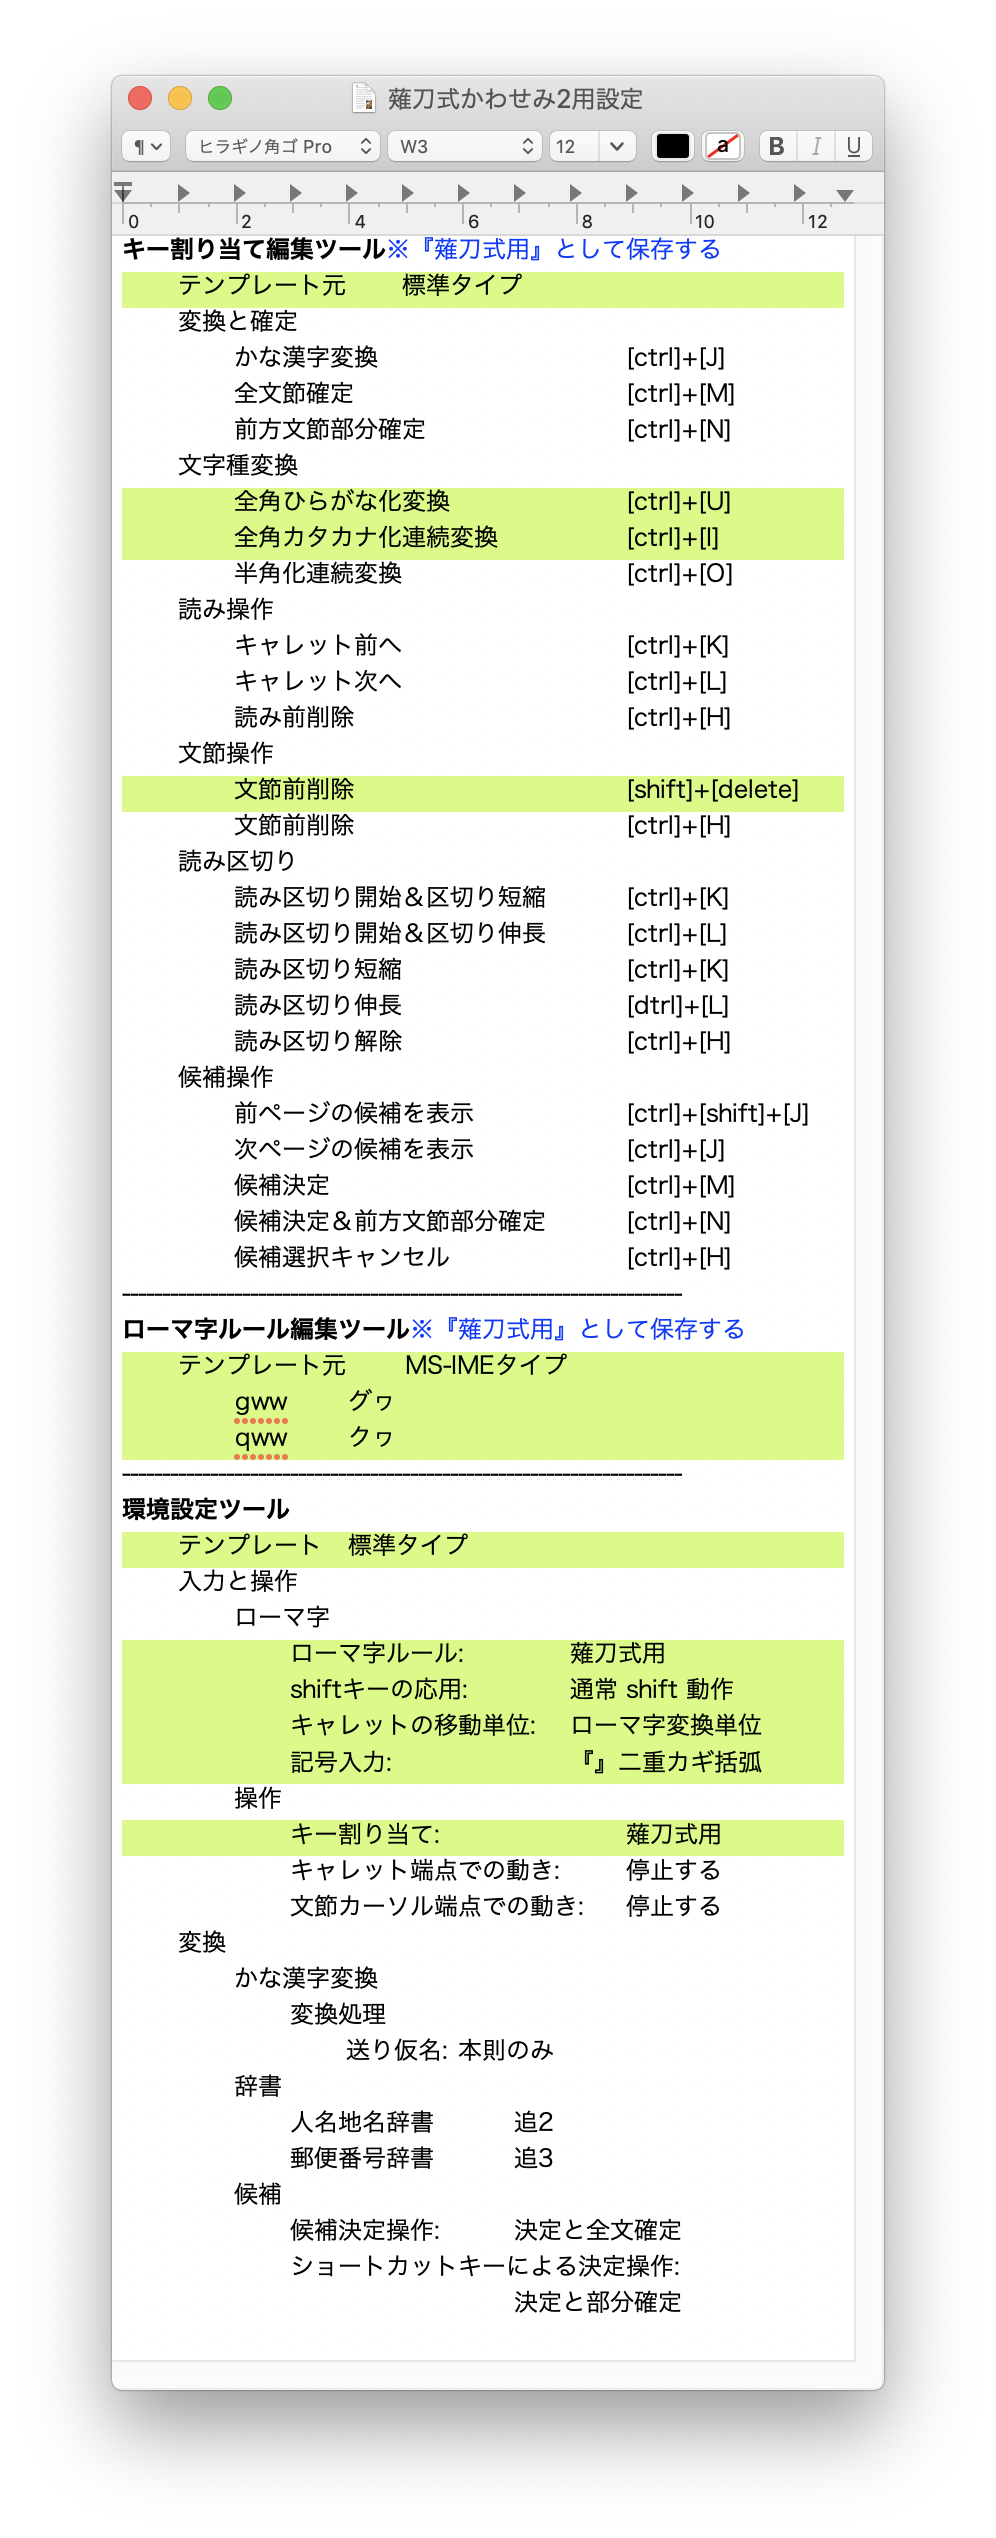 薙刀式かわせみ2用設定
¶ ヒラギノ角ゴ Pro W3 12 a B I U
0 2 4 6 8 10 12
キー割り当て編集ツール※『薙刀式用』として保存する
テンプレート元 標準タイプ
変換と確定
かな漢字変換 [ctrl]+[J]
全文節確定 [ctrl]+[M]
前方文節部分確定 [ctrl]+[N]
文字種変換
全角ひらがな化変換 [ctrl]+[U]
全角カタカナ化連続変換 [ctrl]+[I]
半角化連続変換 [ctrl]+[O]
読み操作
キャレット前へ [ctrl]+[K]
キャレット次へ [ctrl]+[L]
読み前削除 [ctrl]+[H]
文節操作
文節前削除 [shift]+[delete]
文節前削除 [ctrl]+[H]
読み区切り
読み区切り開始＆区切り短縮 [ctrl]+[K]
読み区切り開始＆区切り伸長 [ctrl]+[L]
読み区切り短縮 [ctrl]+[K]
読み区切り伸長 [dtrl]+[L]
読み区切り解除 [ctrl]+[H]
候補操作
前ページの候補を表示 [ctrl]+[shift]+[J]
次ページの候補を表示 [ctrl]+[J]
候補決定 [ctrl]+[M]
候補決定＆前方文節部分確定 [ctrl]+[N]
候補選択キャンセル [ctrl]+[H]
ローマ字ルール編集ツール※『薙刀式用』として保存する
テンプレート元 MS-IMEタイプ
gww グヮ
qww クヮ
環境設定ツール
テンプレート 標準タイプ
入力と操作
ローマ字
ローマ字ルール: 薙刀式用
shiftキーの応用: 通常 shift 動作
キャレットの移動単位: ローマ字変換単位
記号入力: 『』二重カギ括弧
操作
キー割り当て: 薙刀式用
キャレット端点での動き: 停止する
文節カーソル端点での動き: 停止する
変換
かな漢字変換
変換処理
送り仮名: 本則のみ
辞書
人名地名辞書 追2
郵便番号辞書 追3
候補
候補決定操作: 決定と全文確定
ショートカットキーによる決定操作:
決定と部分確定